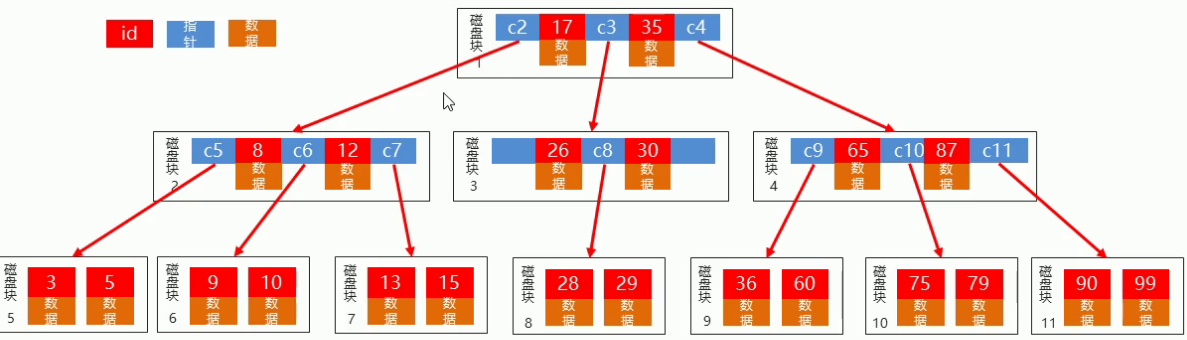 id 指针 数据
磁盘块1 c2 17 c3 35 c4
数据 数据
磁盘块2 c5 8 c6 12 c7
数据 数据
磁盘块3 26 c8 30
数据 数据
磁盘块4 c9 65 c10 87 c11
数据 数据
磁盘块5 3 5
数据 数据
磁盘块6 9 10
数据 数据
磁盘块7 13 15
数据 数据
磁盘块8 28 29
数据 数据
磁盘块9 36 60
数据 数据
磁盘块10 75 79
数据 数据
磁盘块11 90 99
数据 数据